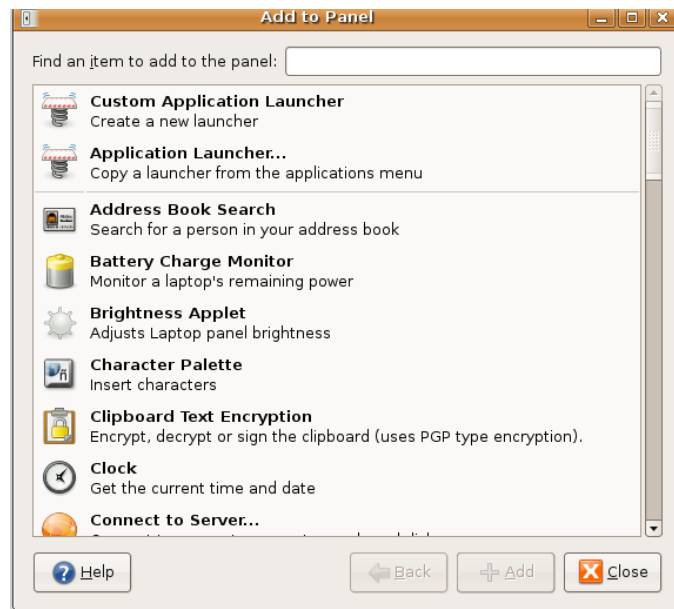 Add to Panel
Find an item to add to the panel:
Custom Application Launcher
Create a new launcher
Application Launcher...
Copy a launcher from the applications menu
Address Book Search
Search for a person in your address book
Battery Charge Monitor
Monitor a laptop's remaining power
Brightness Applet
Adjusts Laptop panel brightness
Character Palette
Insert characters
Clipboard Text Encryption
Encrypt, decrypt or sign the clipboard (uses PGP type encryption).
Clock
Get the current time and date
Connect to Server...
Help Back Add Close